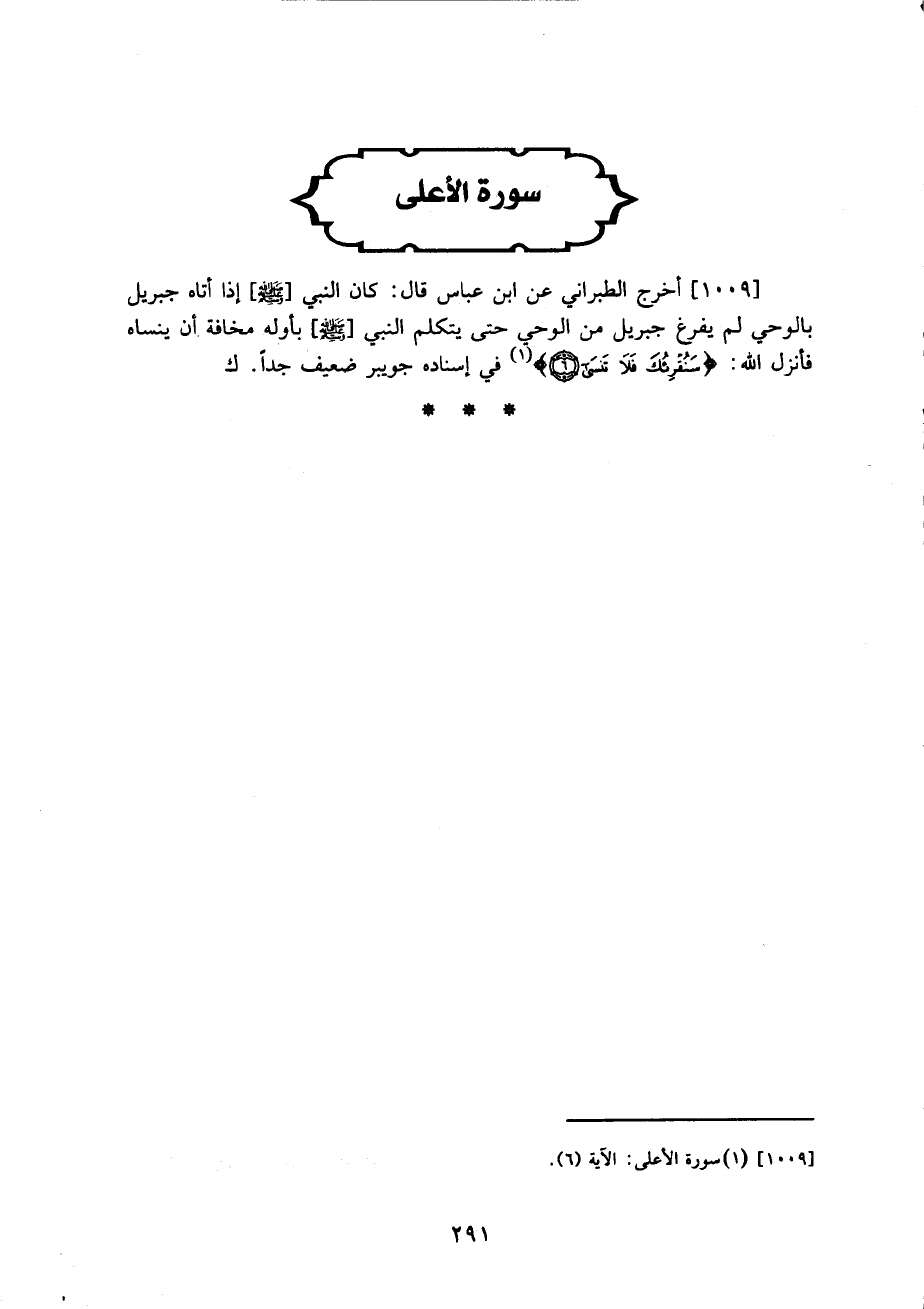 سورة الأعلى
[١٠٠٩] أخرج الطبراني عن ابن عباس قال: كان النبي [ﷺ] إذا أتاه جبريل
بالوحي لم يفرغ جبريل من الوحي حتى يتكلم النبي [ﷺ] بأوله مخافة أن ينساه
فأنزل الله: ﴿سَنُقْرِئُكَ فَلَا تَنسَىٰٓ ٦﴾(١) في إسناده جويبر ضعيف جداً. ك
* * *
[١٠٠٩] (١) سورة الأعلى: الآية (٦).
٢٩١